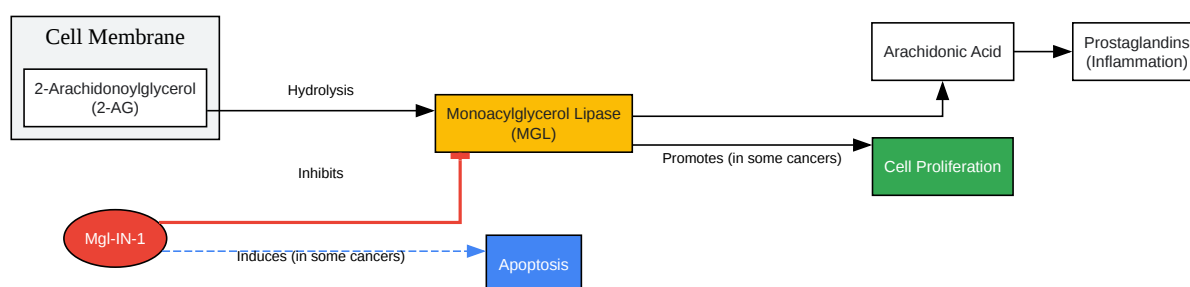 Cell Membrane
2-Arachidonoylglycerol
(2-AG)
Hydrolysis
Monoacylglycerol Lipase
(MGL)
Arachidonic Acid
Prostaglandins
(Inflammation)
Promotes (in some cancers)
Cell Proliferation
Inhibits
Mgl-IN-1
Induces (in some cancers)
Apoptosis